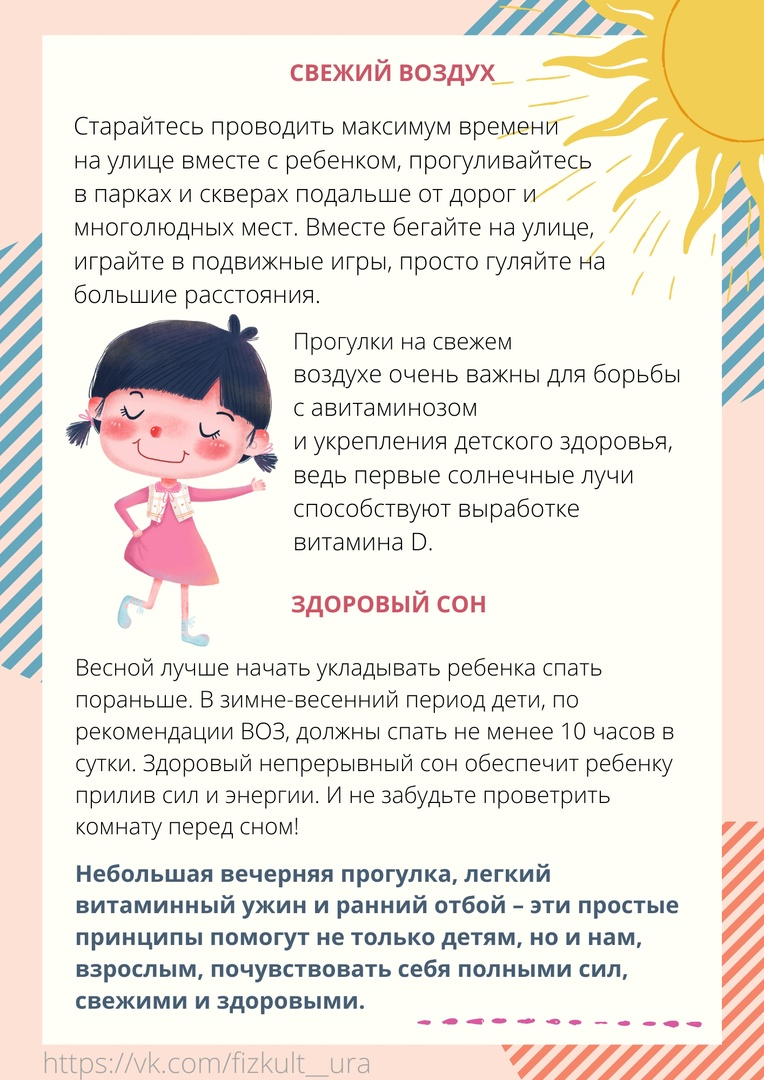 СВЕЖИЙ ВОЗДУХ
Старайтесь проводить максимум времени
на улице вместе с ребенком, прогуливайтесь
в парках и скверах подальше от дорог и
многолюдных мест. Вместе бегайте на улице,
играйте в подвижные игры, просто гуляйте на
большие расстояния.
Прогулки на свежем
воздухе очень важны для борьбы
с авитаминозом
и укрепления детского здоровья,
ведь первые солнечные лучи
способствуют выработке
витамина D.
ЗДОРОВЫЙ СОН
Весной лучше начать укладывать ребенка спать
пораньше. В зимне-весенний период дети, по
рекомендации ВОЗ, должны спать не менее 10 часов в
сутки. Здоровый непрерывный сон обеспечит ребенку
прилив сил и энергии. И не забудьте проветрить
комнату перед сном!
Небольшая вечерняя прогулка, легкий
витаминный ужин и ранний отбой – эти простые
принципы помогут не только детям, но и нам,
взрослым, почувствовать себя полными сил,
свежими и здоровыми.
https://vk.com/fizkult__ura